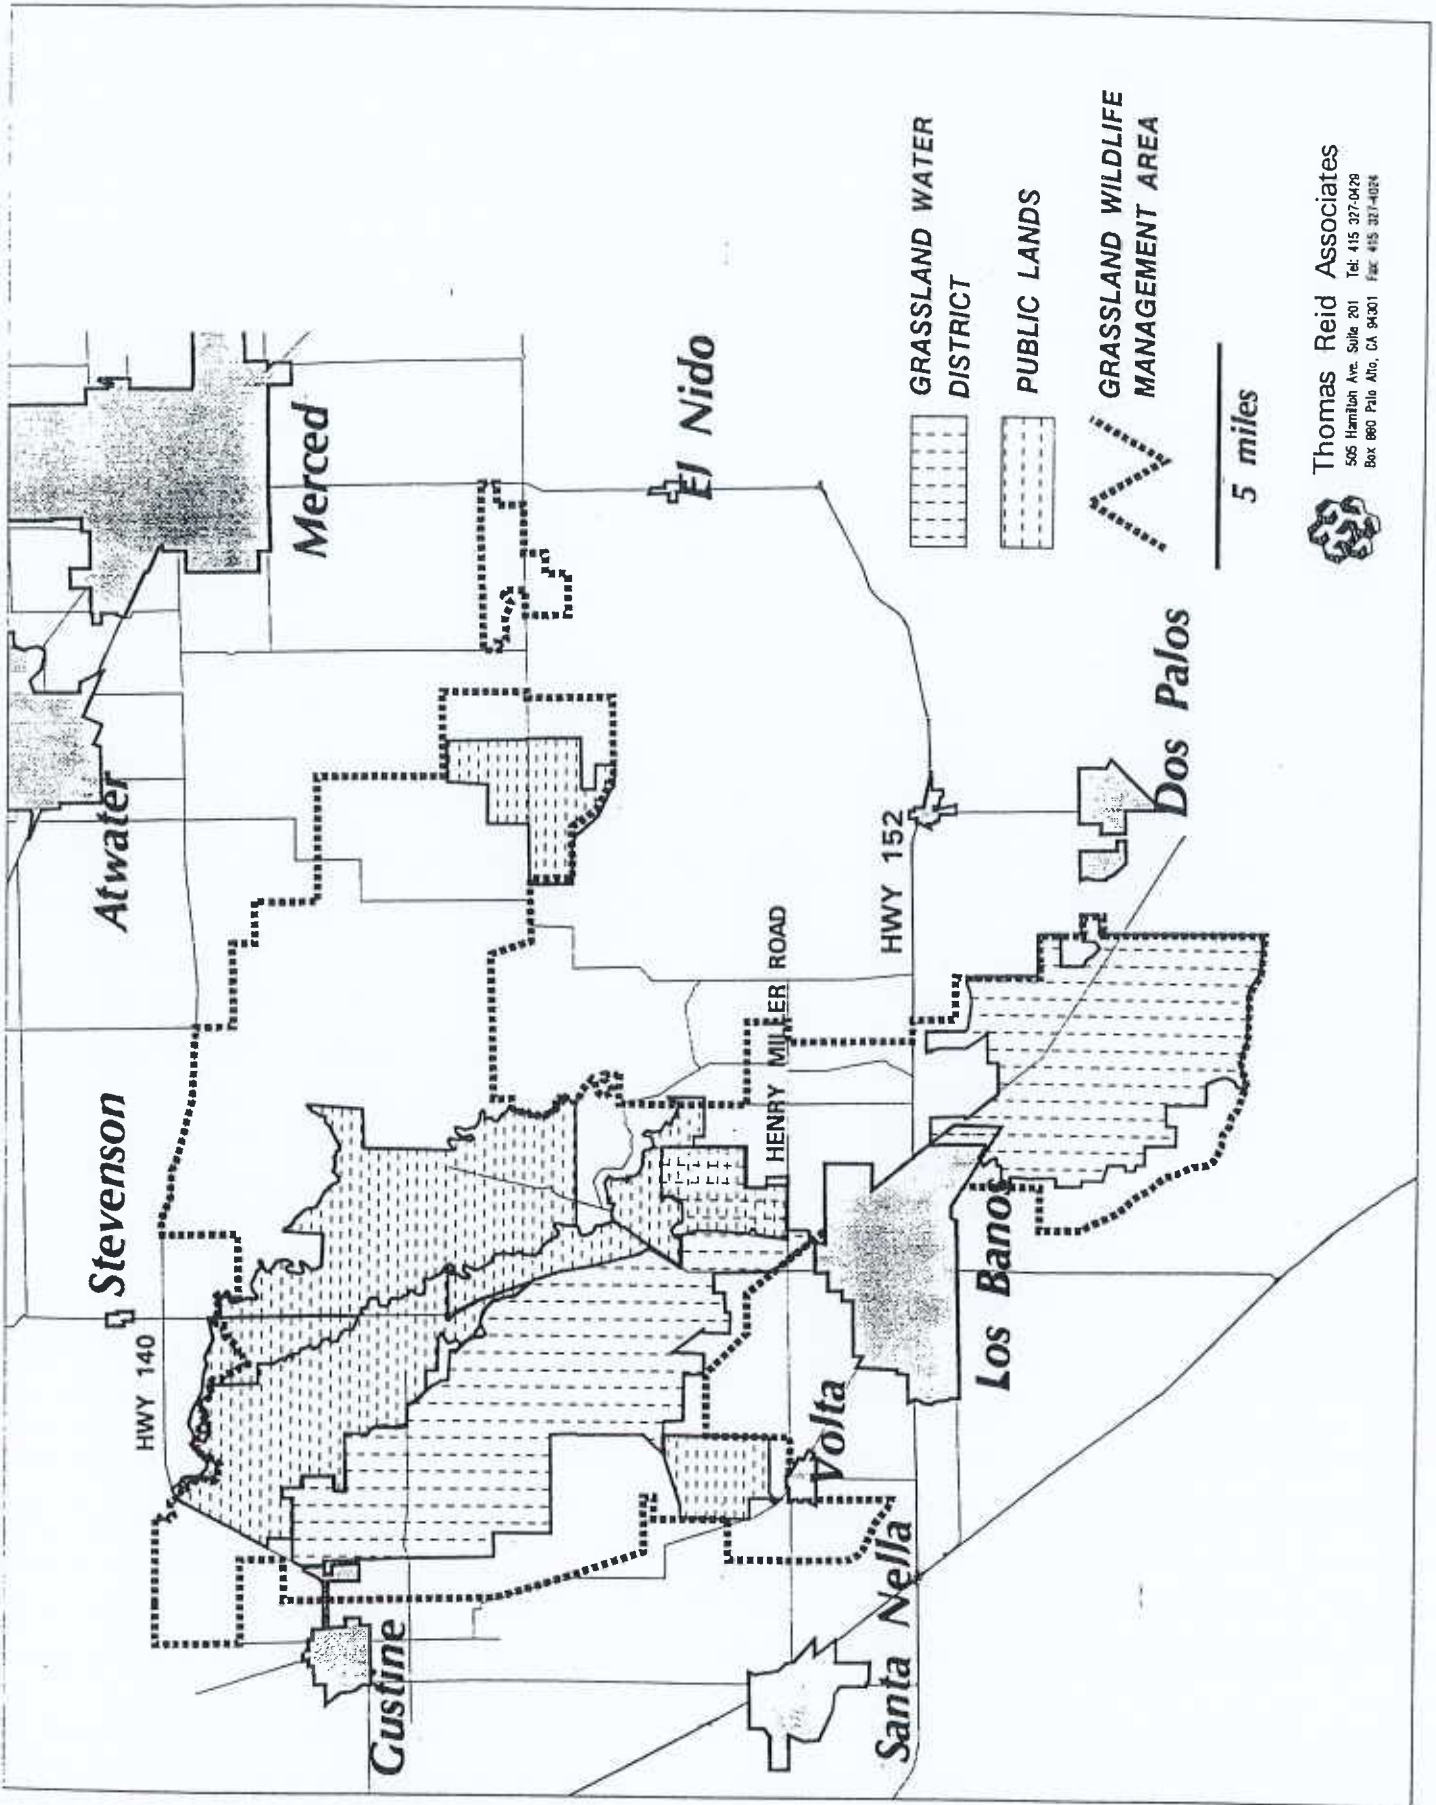 Stevenson
Atwater
Merced
HWY 140
Gustine
El Nido
HENRY MILLER ROAD
HWY 152
Volta
Santa Nella
Los Banos
Dos Palos
GRASSLAND WATER
DISTRICT
PUBLIC LANDS
GRASSLAND WILDLIFE
MANAGEMENT AREA
5 miles
Thomas Reid Associates
505 Hamilton Ave. Suite 201 Tel: 415 327-0429
Box 880 Palo Alto, CA 94301 Fax: 415 327-4024